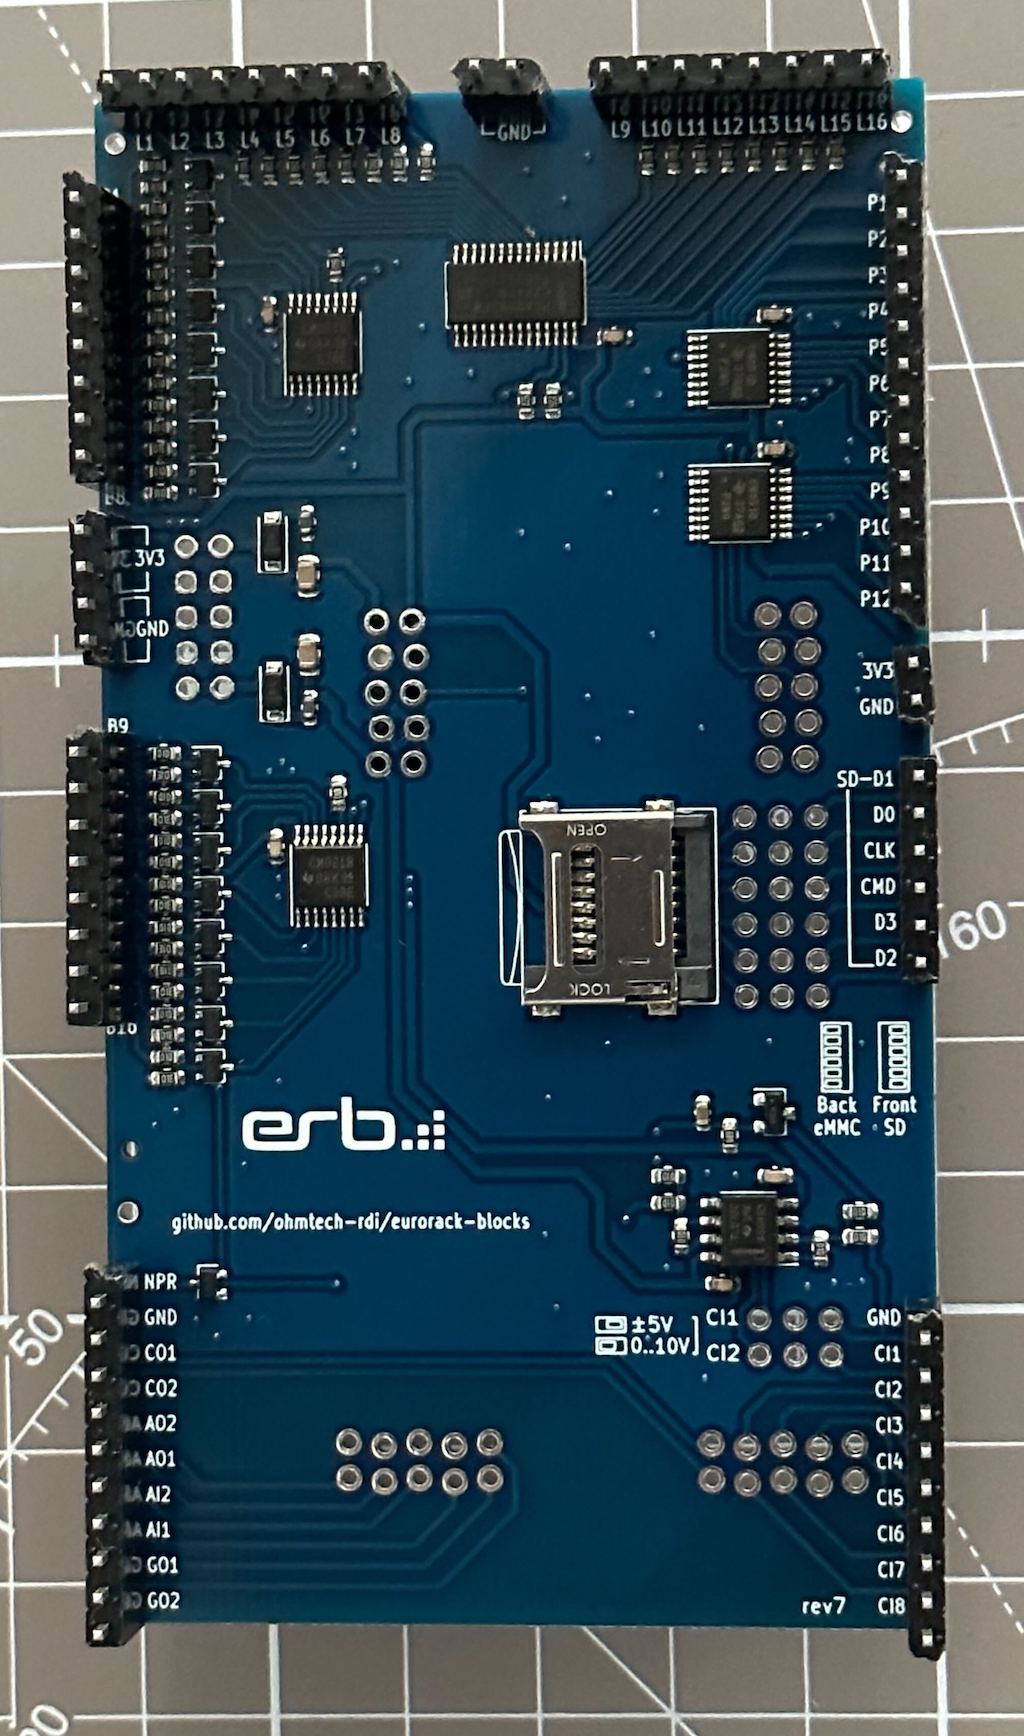 L1 L2 L3 L4 L5 L6 L7 L8
GND
L9 L10 L11 L12 L13 L14 L15 L16
P1
P2
P3
P4
P5
P6
P7
P8
P9
P10
P11
P12
B8
3V3
GND
3V3
GND
B9
SD-D1
D0
CLK
CMD
D3
D2
OPEN
LOCK
B16
60
Back
eMMC
Front
SD
erb
github.com/ohmtech-rdi/eurorack-blocks
NPR
GND
CO1
CO2
AO2
AO1
AI2
AI1
GO1
GO2
50
±5V
0..10V
CI1
CI2
GND
CI1
CI2
CI3
CI4
CI5
CI6
CI7
CI8
rev7